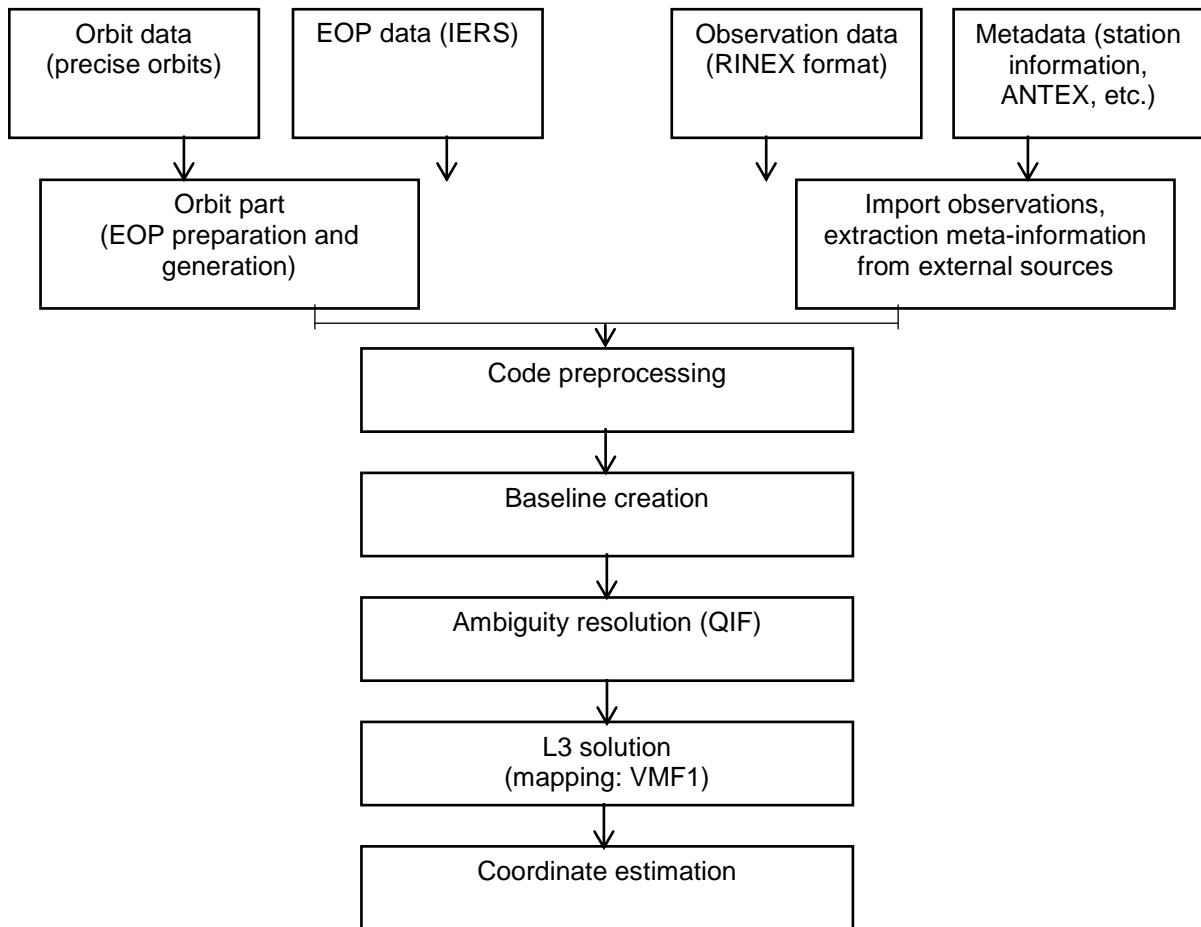 Orbit data
(precise orbits)
EOP data (IERS)
Observation data
(RINEX format)
Metadata (station
information,
ANTEX, etc.)
Orbit part
(EOP preparation and
generation)
Import observations,
extraction meta-information
from external sources
Code preprocessing
Baseline creation
Ambiguity resolution (QIF)
L3 solution
(mapping: VMF1)
Coordinate estimation